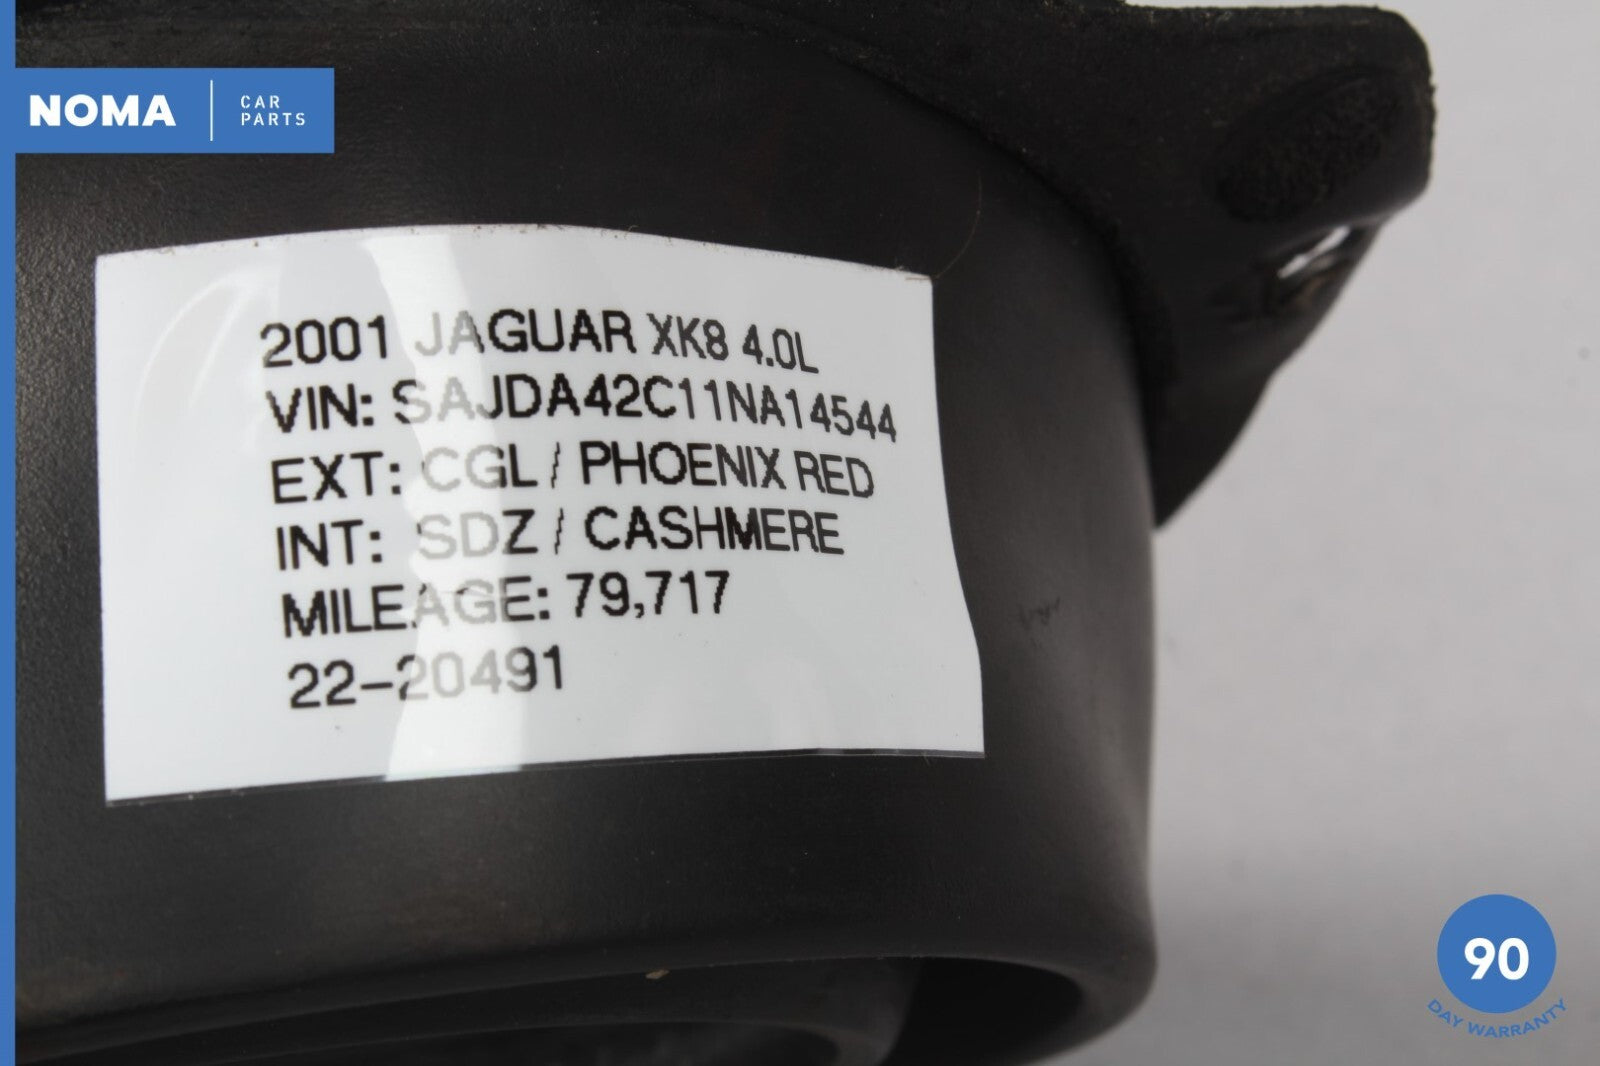 NOMA
CAR
PARTS
2001 JAGUAR XK8 4.0L
VIN: SAJDA42C11NA14544
EXT: CGL / PHOENIX RED
INT: SDZ / CASHMERE
MILEAGE: 79,717
22-20491
90
DAY WARRANTY